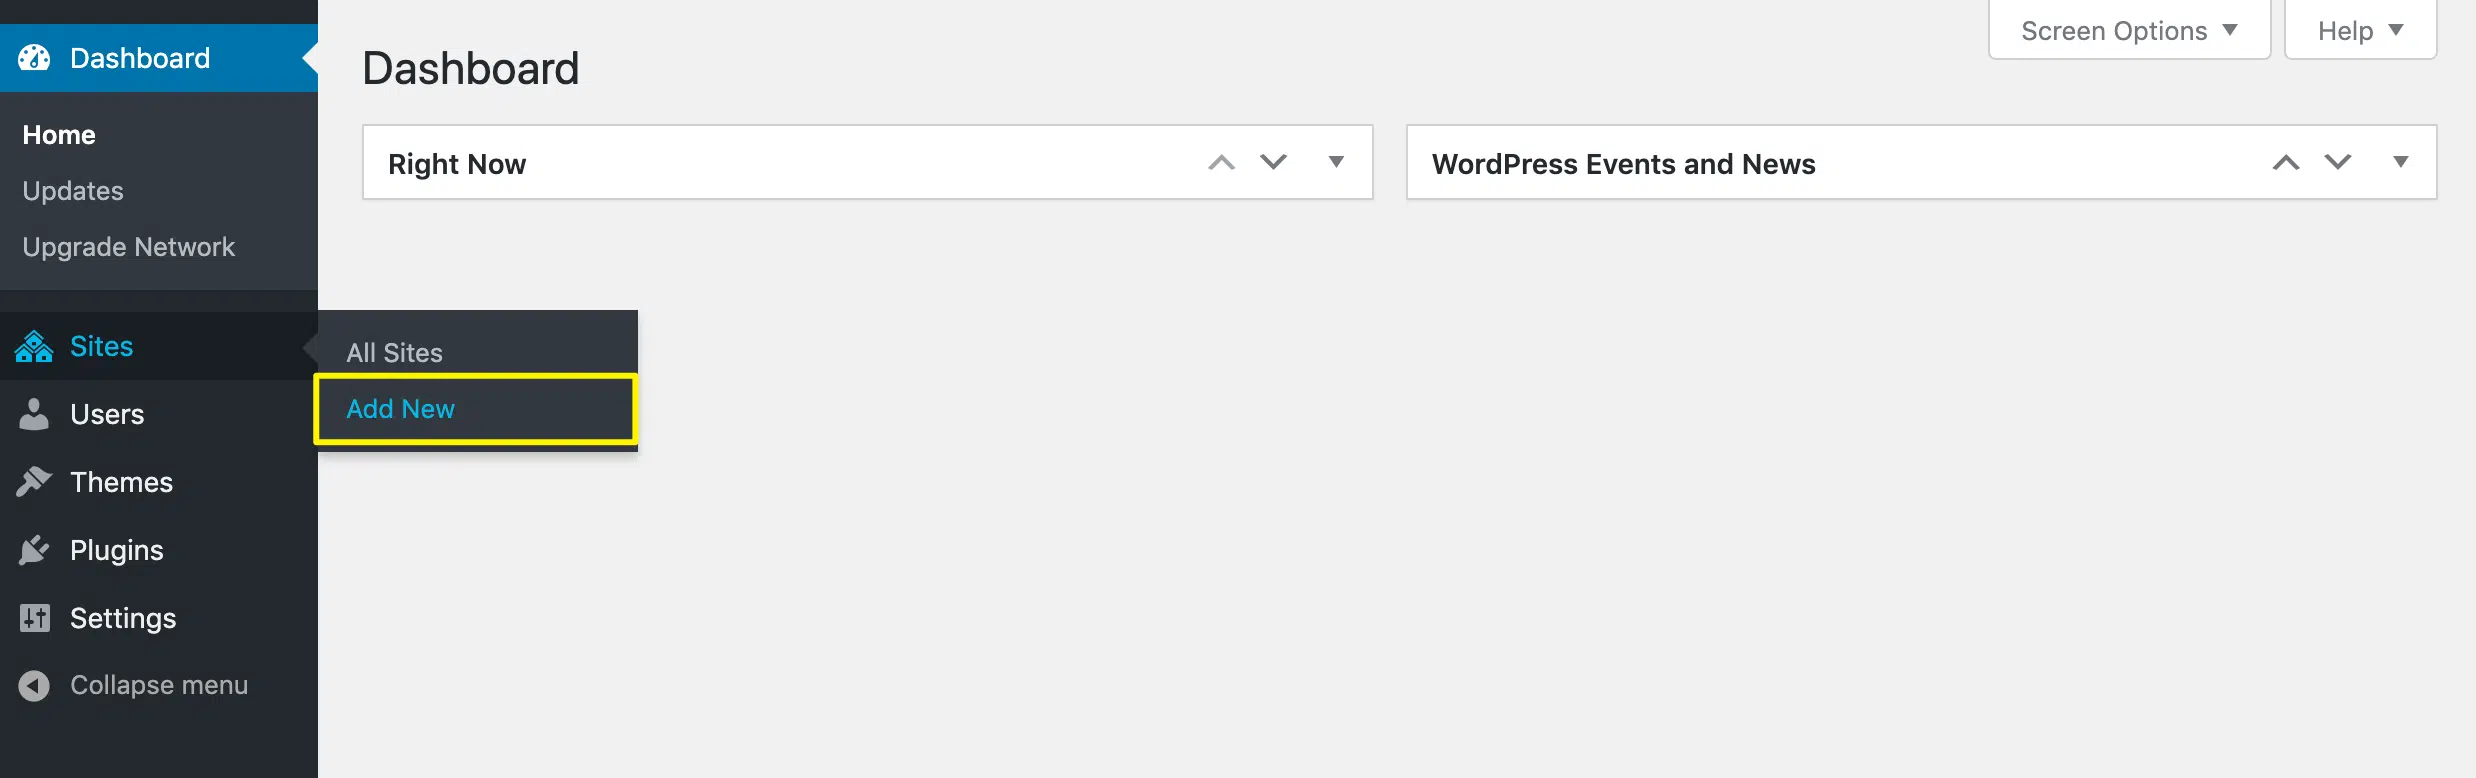 Dashboard
Home
Updates
Upgrade Network
Sites
Users
Themes
Plugins
Settings
Collapse menu
All Sites
Add New
Dashboard
Screen Options
Help
Right Now
WordPress Events and News